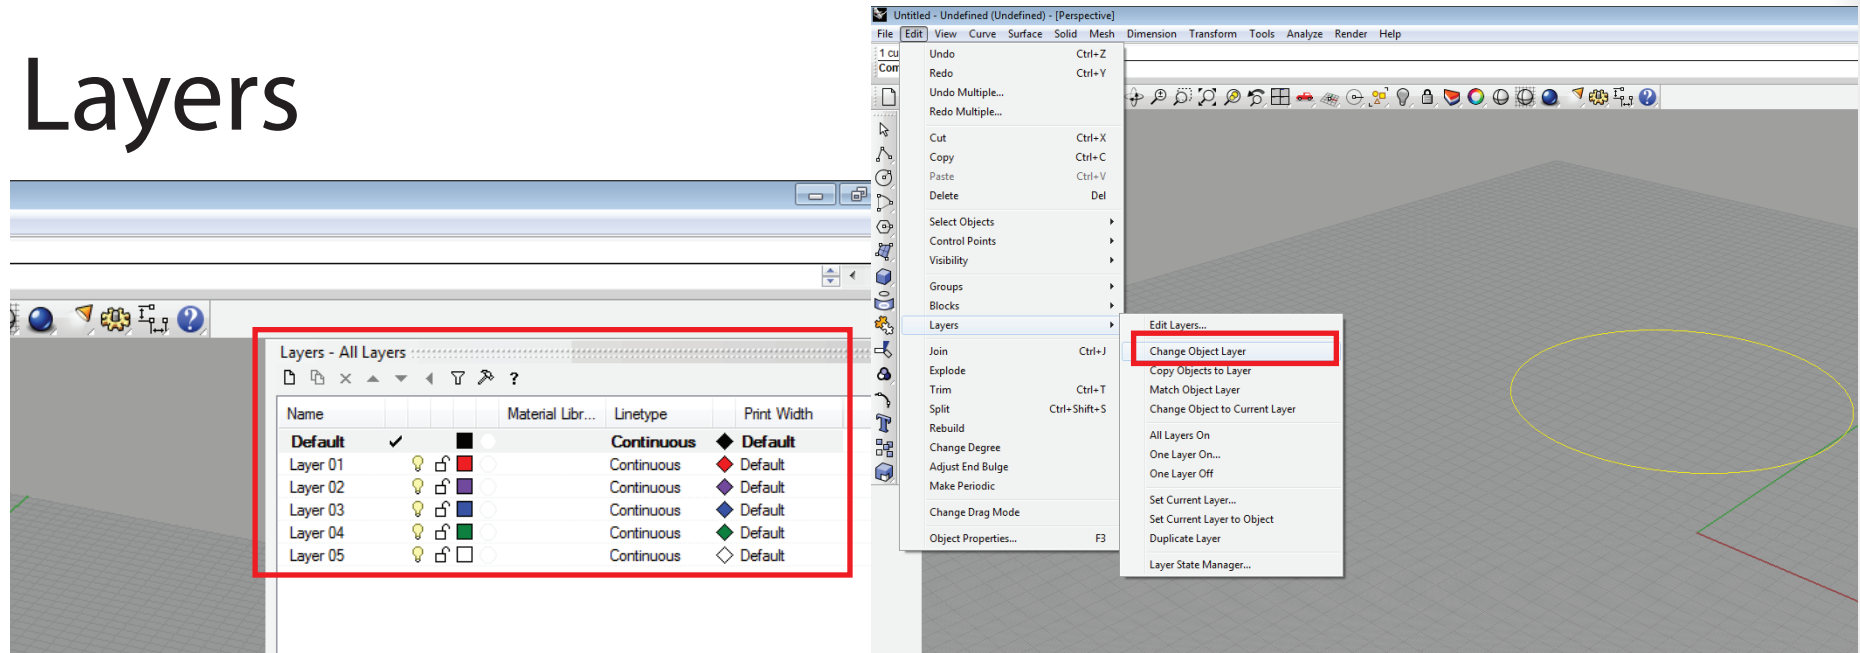 Layers
Layers - All Layers
?
Name Material Libr... Linetype Print Width
Default Continuous Default
Layer 01 Continuous Default
Layer 02 Continuous Default
Layer 03 Continuous Default
Layer 04 Continuous Default
Layer 05 Continuous Default
Untitled - Undefined (Undefined) - [Perspective]
File Edit View Curve Surface Solid Mesh Dimension Transform Tools Analyze Render Help
1 cu
Com
Undo Ctrl+Z
Redo Ctrl+Y
Undo Multiple...
Redo Multiple...
Cut Ctrl+X
Copy Ctrl+C
Paste Ctrl+V
Delete Del
Select Objects
Control Points
Visibility
Groups
Blocks
Layers
Join Ctrl+J
Explode
Trim Ctrl+T
Split Ctrl+Shift+S
Rebuild
Change Degree
Adjust End Bulge
Make Periodic
Change Drag Mode
Object Properties... F3
Edit Layers...
Change Object Layer
Copy Objects to Layer
Match Object Layer
Change Object to Current Layer
All Layers On
One Layer On...
One Layer Off
Set Current Layer...
Set Current Layer to Object
Duplicate Layer
Layer State Manager...